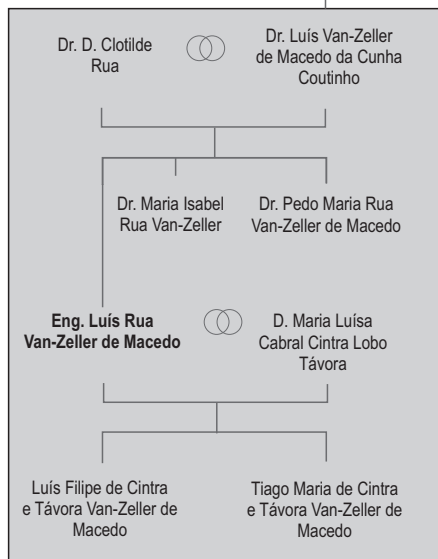 Dr. D. Clotilde
Rua
Dr. Luís Van-Zeller
de Macedo da Cunha
Coutinho
Dr. Maria Isabel
Rua Van-Zeller
Dr. Pedo Maria Rua
Van-Zeller de Macedo
Eng. Luís Rua
Van-Zeller de Macedo
D. Maria Luísa
Cabral Cintra Lobo
Távora
Luís Filipe de Cintra
e Távora Van-Zeller de
Macedo
Tiago Maria de Cintra
e Távora Van-Zeller de
Macedo